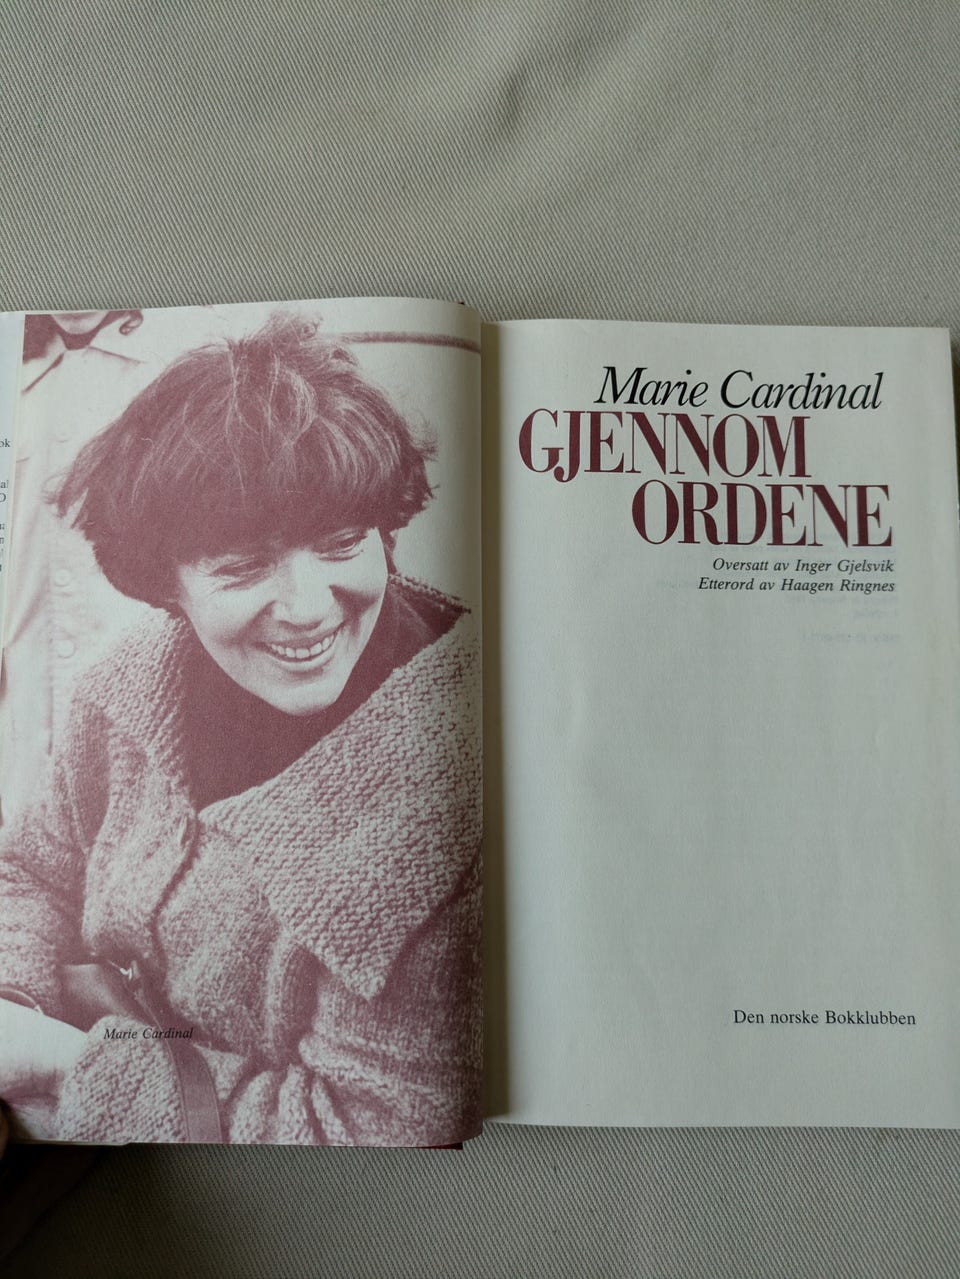 Marie Cardinal
Marie Cardinal
GJENNOM
ORDENE
Oversatt av Inger Gjelsvik
Etterord av Haagen Ringnes
Den norske Bokklubben